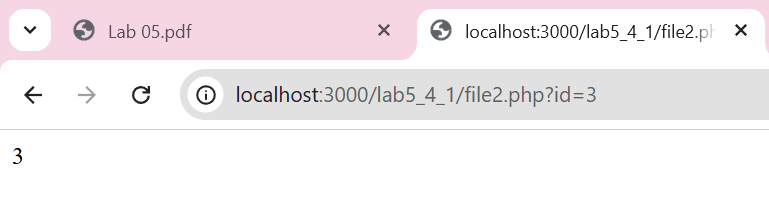 Lab 05.pdf
localhost:3000/lab5_4_1/file2.ph
localhost:3000/lab5_4_1/file2.php?id=3
3